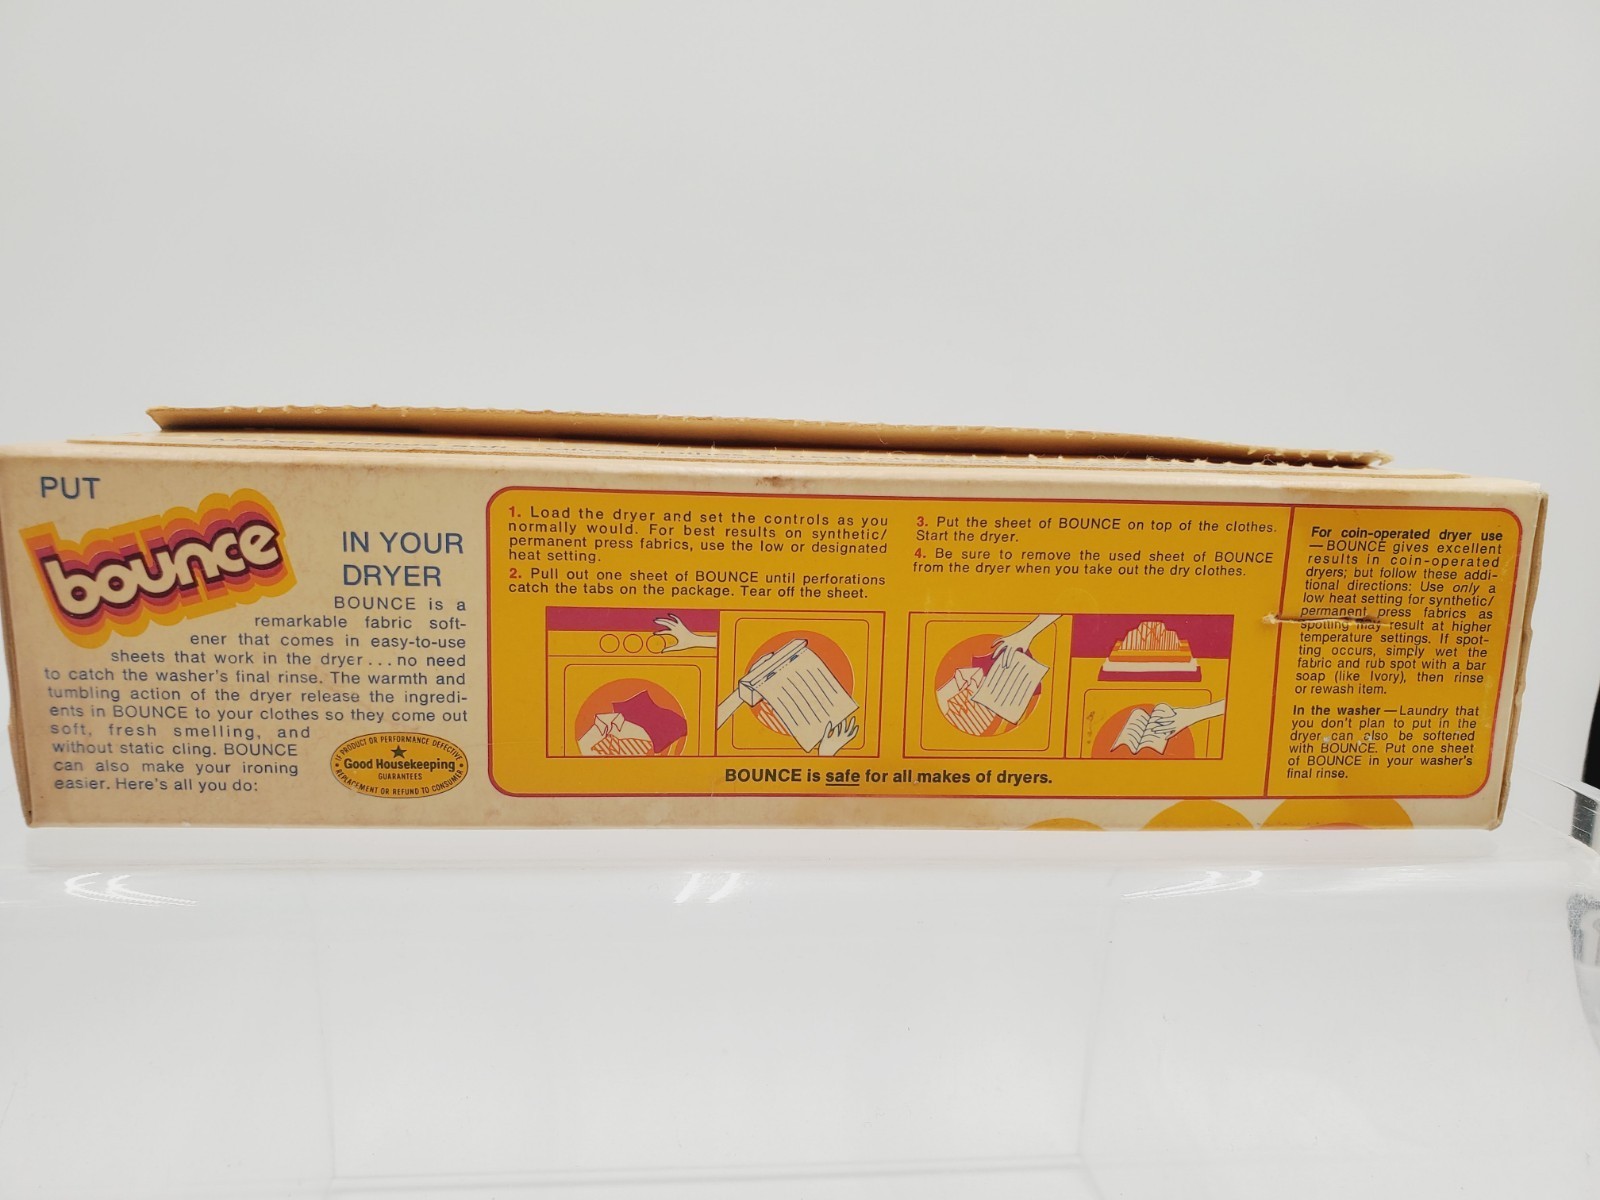 PUT
bounce
IN YOUR
DRYER
BOUNCE is a
remarkable fabric soft-
ener that comes in easy-to-use
sheets that work in the dryer... no need
to catch the washer's final rinse. The warmth and
tumbling action of the dryer release the ingredi-
ents in BOUNCE to your clothes so they come out
soft, fresh smelling, and
without static cling. BOUNCE
can also make your ironing
easier. Here's all you do:
IF PRODUCT OR PERFORMANCE DEFECTIVE
Good Housekeeping
GUARANTEES
REPLACEMENT OR REFUND TO CONSUMER
1. Load the dryer and set the controls as you
normally would. For best results on synthetic/
permanent press fabrics, use the low or designated
heat setting.
2. Pull out one sheet of BOUNCE until perforations
catch the tabs on the package. Tear off the sheet.
3. Put the sheet of BOUNCE on top of the clothes.
Start the dryer.
4. Be sure to remove the used sheet of BOUNCE
from the dryer when you take out the dry clothes.
BOUNCE is safe for all makes of dryers.
For coin-operated dryer use
— BOUNCE gives excellent
results in coin-operated
dryers; but follow these addi-
tional directions: Use only a
low heat setting for synthetic/
permanent press fabrics as
spotting may result at higher
temperature settings. If spot-
ting occurs, simply wet the
fabric and rub spot with a bar
soap (like Ivory), then rinse
or rewash item.
In the washer — Laundry that
you don't plan to put in the
dryer can also be softened
with BOUNCE. Put one sheet
of BOUNCE in your washer's
final rinse.